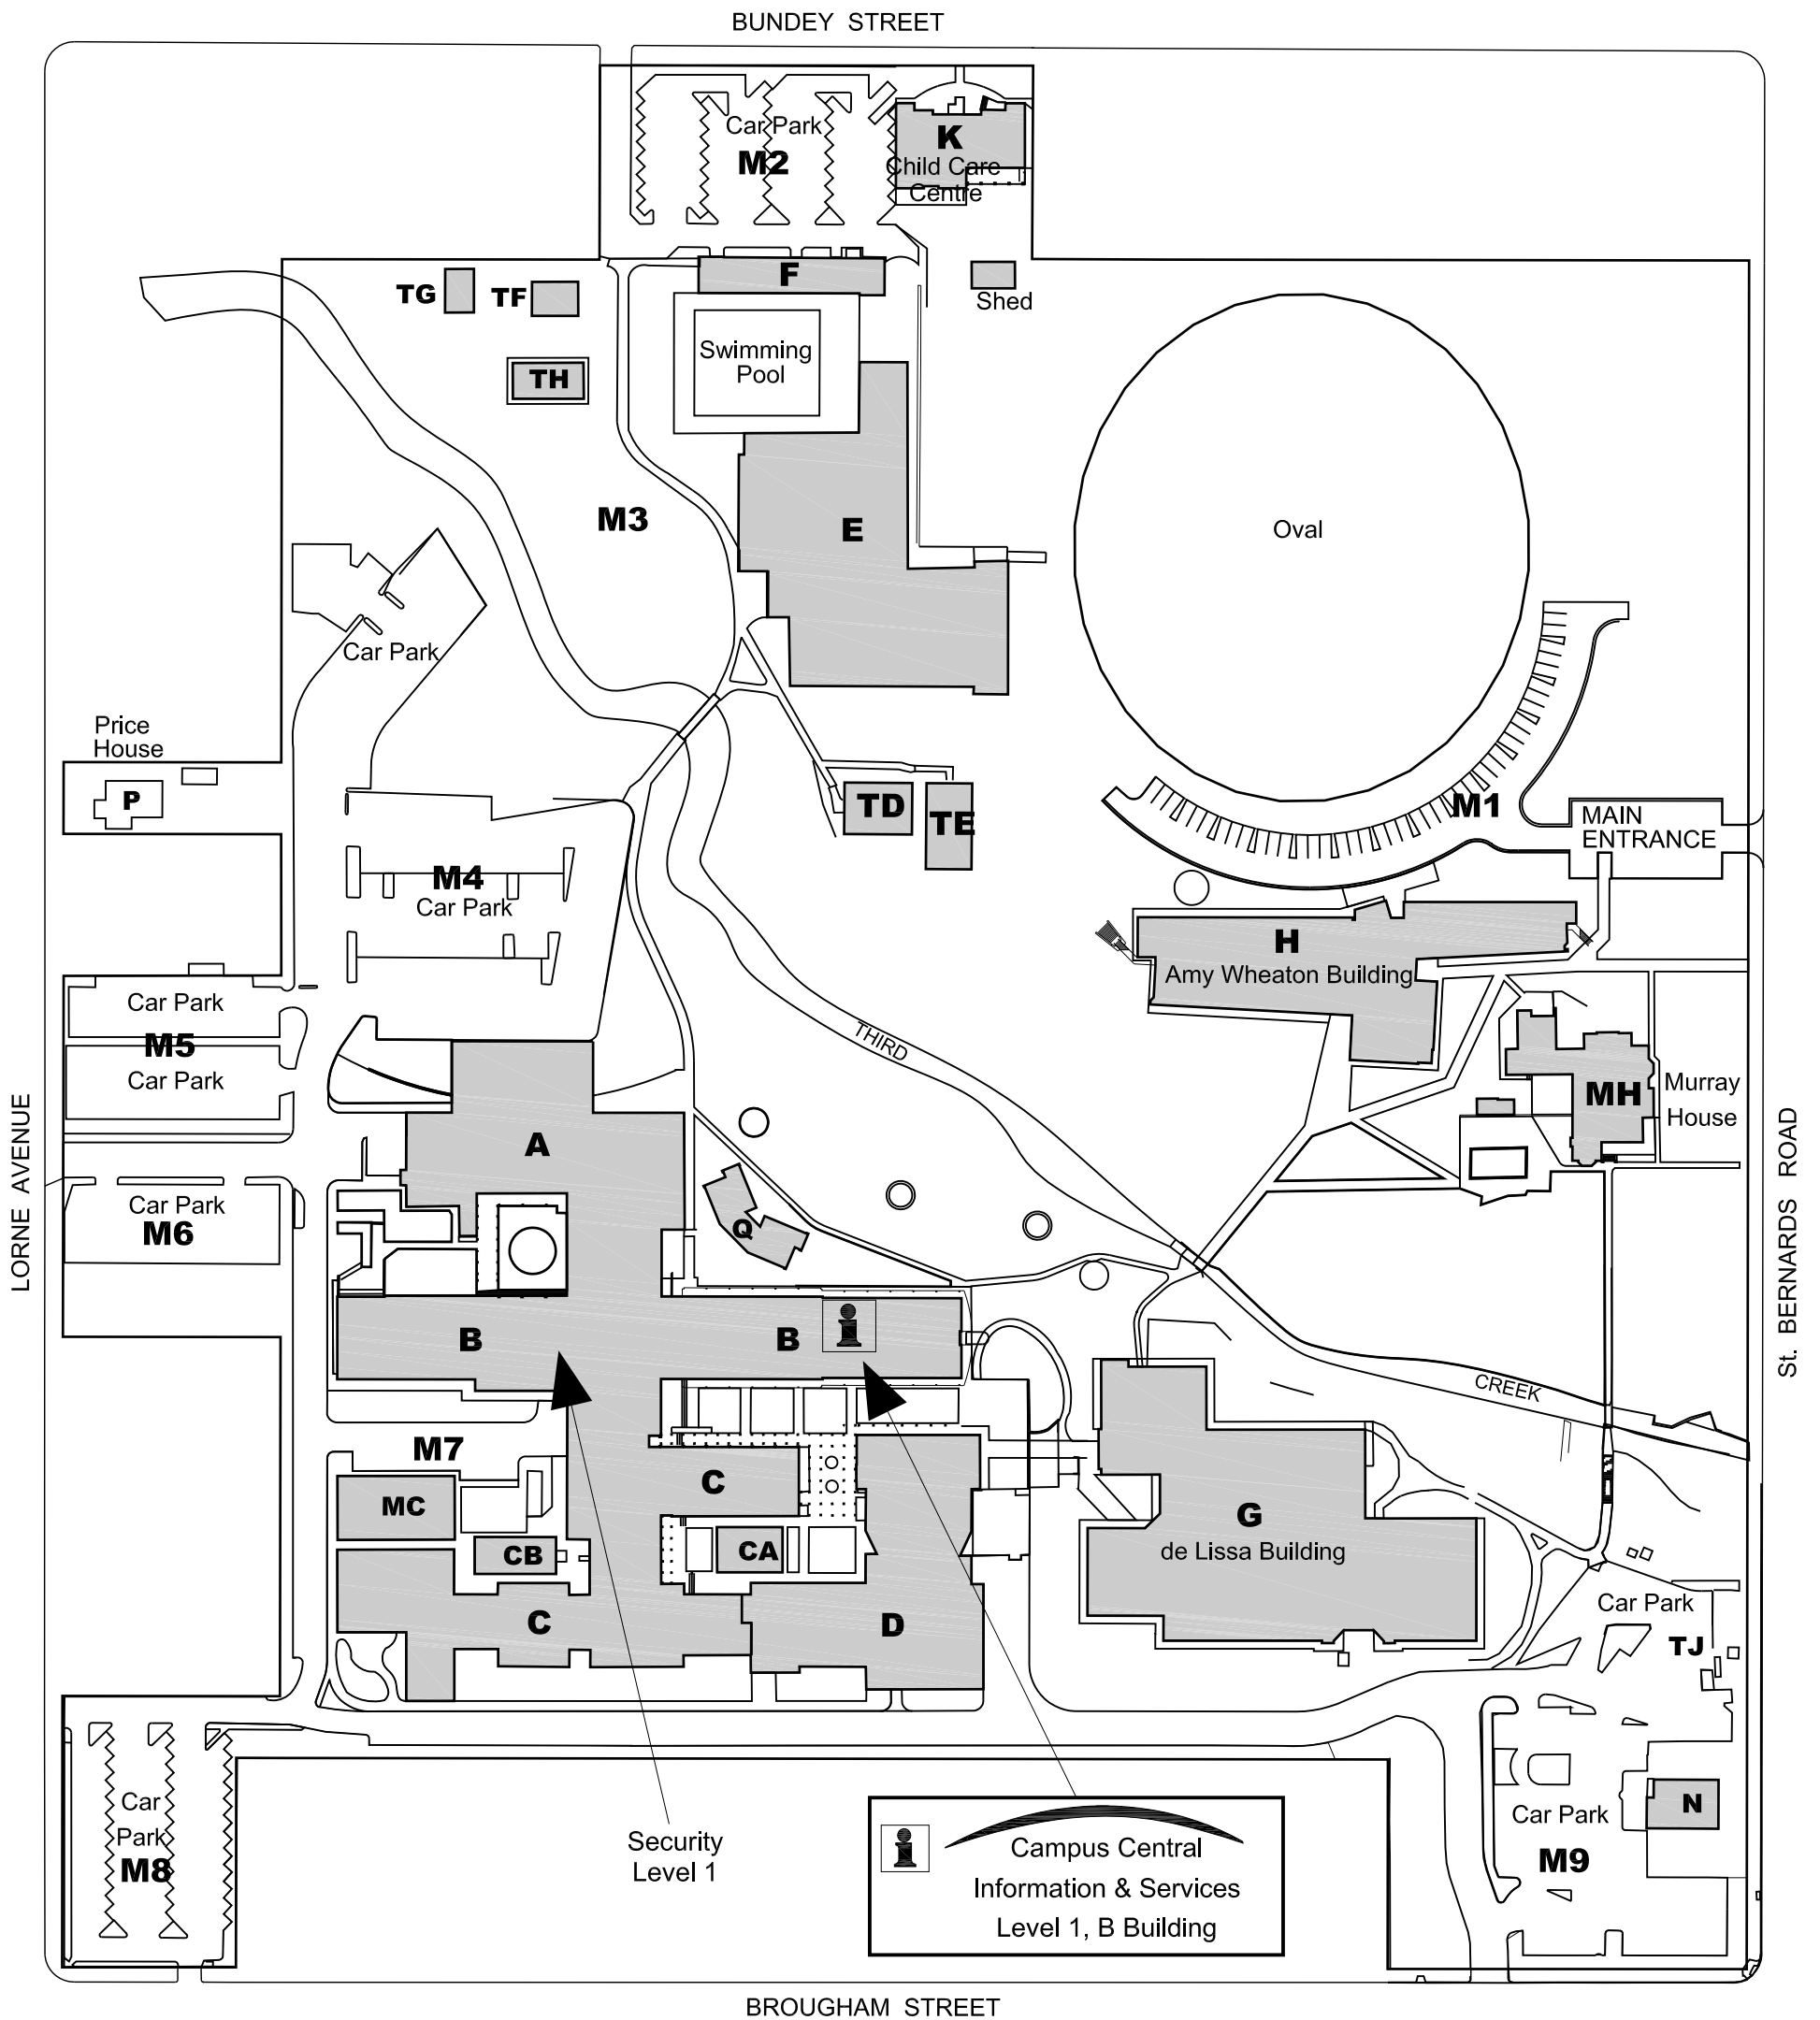 BUNDEY STREET
Car Park
M2
K
Child Care
Centre
F
TG
TF
Shed
Swimming
Pool
TH
M3
E
Oval
Car Park
Price
House
P
TD
TE
M1
MAIN
ENTRANCE
M4
Car Park
H
Amy Wheaton Building
Car Park
M5
Car Park
THIRD
MH
Murray
House
LORNE AVENUE
St. BERNARDS ROAD
A
Car Park
M6
Q
B
B
i
CREEK
M7
C
MC
G
de Lissa Building
CB
CA
C
D
Car Park
TJ
Car
Park
M8
Security
Level 1
i
Campus Central
Information & Services
Level 1, B Building
Car Park
N
M9
BROUGHAM STREET